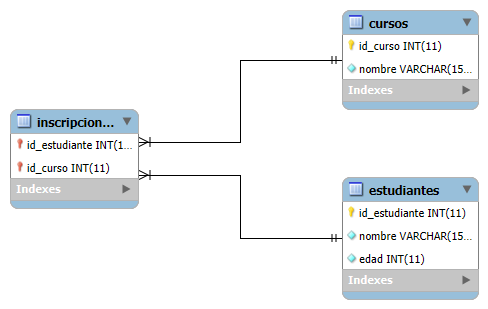 cursos
id_curso INT(11)
nombre VARCHAR(15...
Indexes
inscripcion...
id_estudiante INT(1...
id_curso INT(11)
Indexes
estudiantes
id_estudiante INT(11)
nombre VARCHAR(15...
edad INT(11)
Indexes